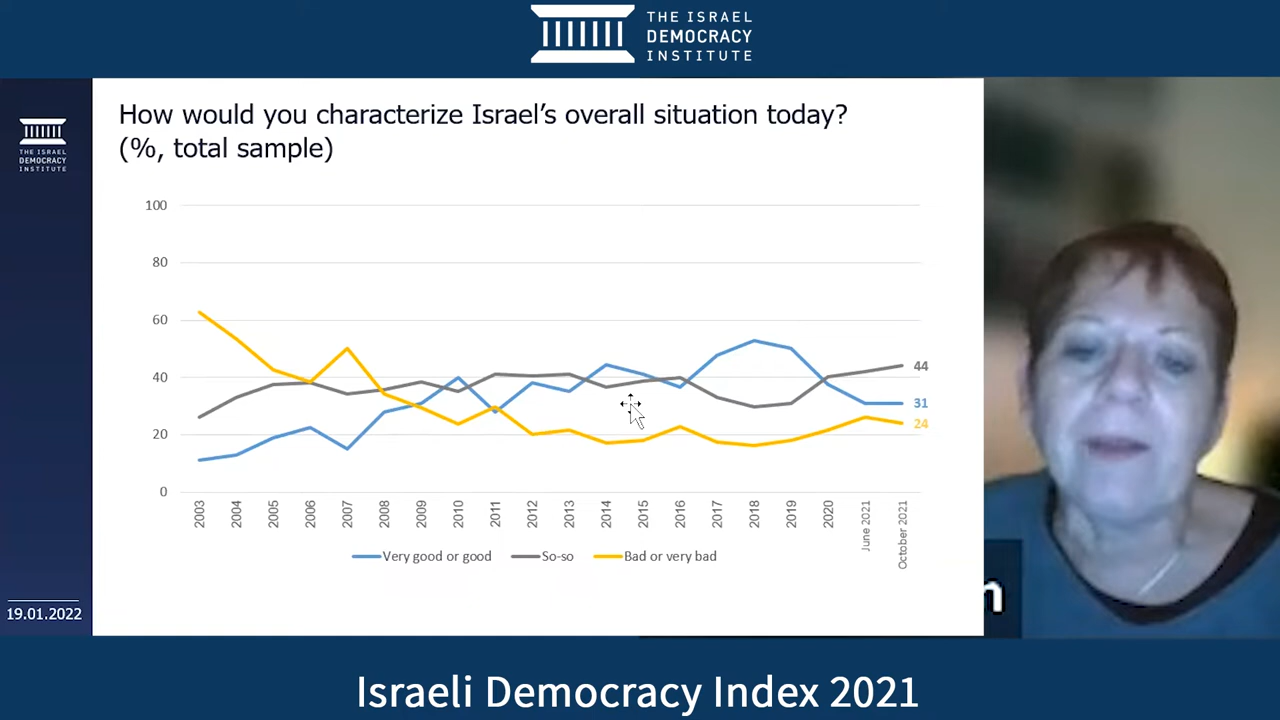 THE ISRAEL
DEMOCRACY
INSTITUTE
THE ISRAEL
DEMOCRACY
INSTITUTE
How would you characterize Israel's overall situation today?
(%, total sample)
100
80
60
40
20
0
44
31
24
2003
2004
2005
2006
2007
2008
2009
2010
2011
2012
2013
2014
2015
2016
2017
2018
2019
2020
June 2021
October 2021
Very good or good
So-so
Bad or very bad
19.01.2022
Israeli Democracy Index 2021